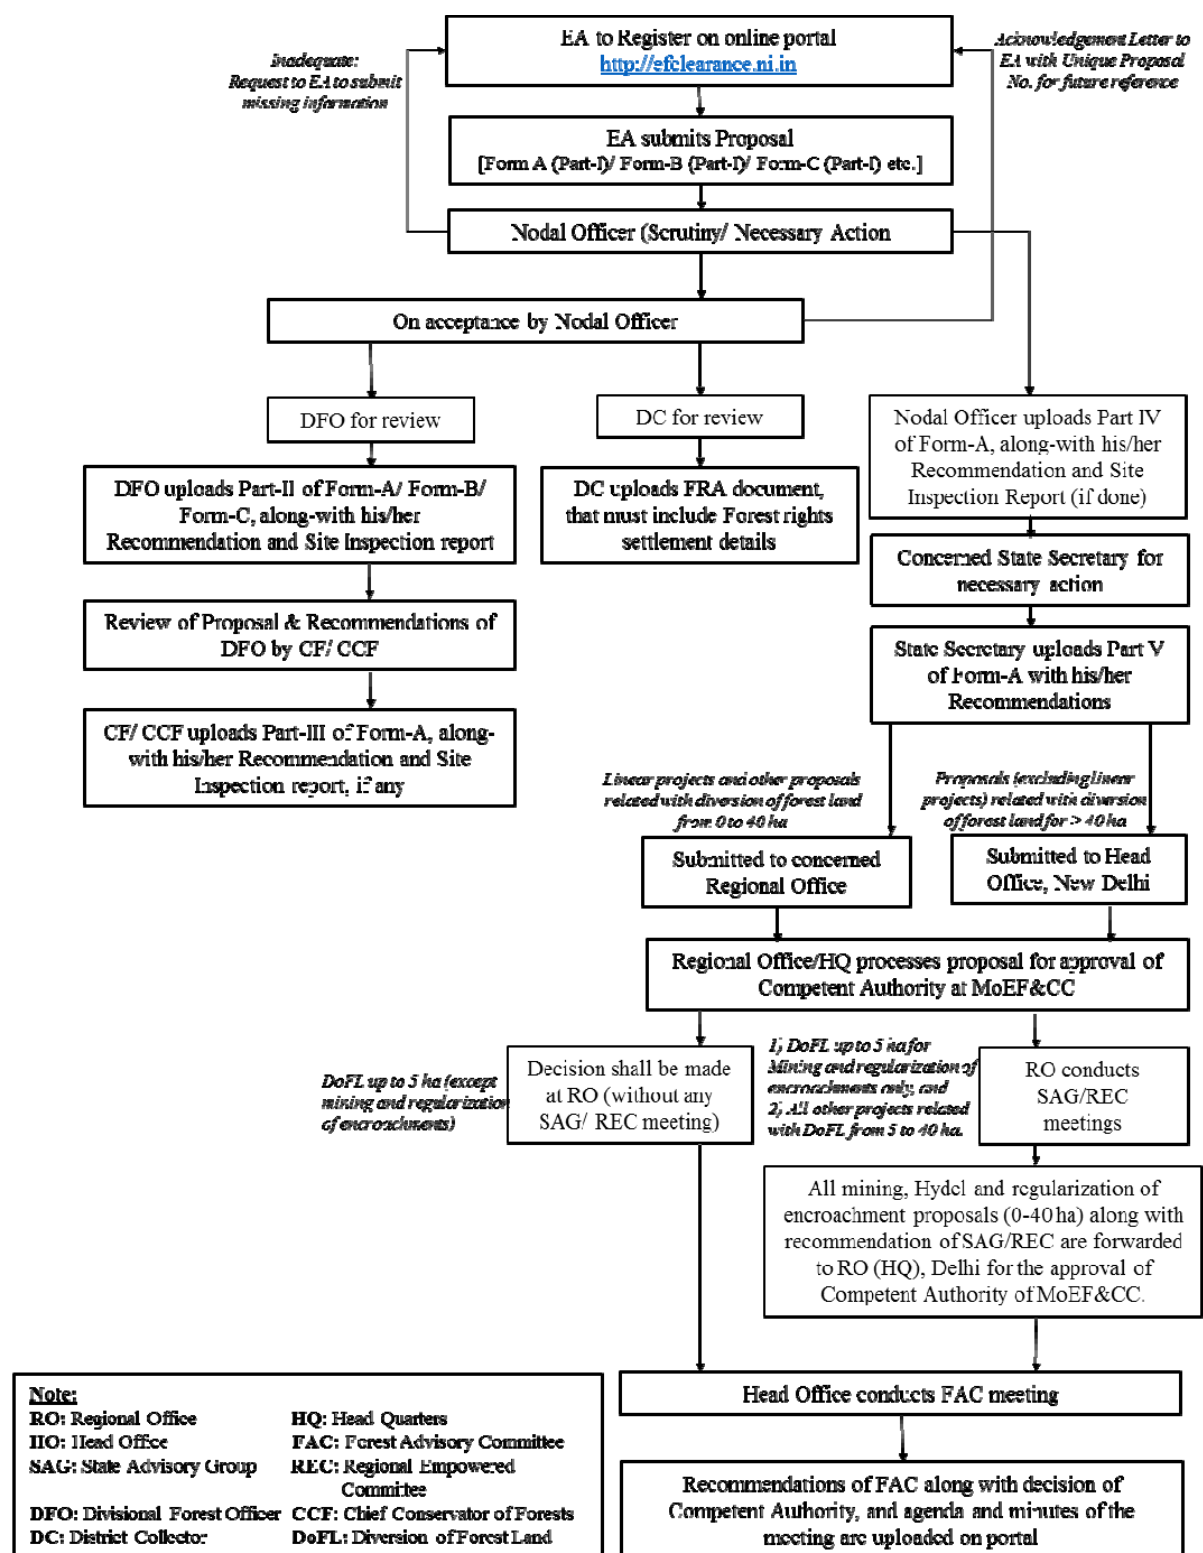 EA to Register on online portal
http://efclearance.ni.in
Inadequate:
Request to EA to submit
missing information
Acknowledgement Letter to
EA with Unique Proposal
No. for future reference
EA submits Proposal
[Form A (Part-I)/ Form-B (Part-I)/ Form-C (Part-I) etc.]
Nodal Officer (Scrutiny/ Necessary Action
On acceptance by Nodal Officer
DFO for review
DC for review
Nodal Officer uploads Part IV
of Form-A, along-with his/her
Recommendation and Site
Inspection Report (if done)
DFO uploads Part-II of Form-A/ Form-B/
Form-C, along-with his/her
Recommendation and Site Inspection report
DC uploads FRA document,
that must include Forest rights
settlement details
Concerned State Secretary for
necessary action
Review of Proposal & Recommendations of
DFO by CF/ CCF
State Secretary uploads Part V
of Form-A with his/her
Recommendations
CF/ CCF uploads Part-III of Form-A, along-
with his/her Recommendation and Site
Inspection report, if any
Linear projects and other proposals
related with diversion of forest land
from 0 to 40 ha
Proposals (excluding linear
projects) related with diversion
of forest land for > 40 ha
Submitted to concerned
Regional Office
Submitted to Head
Office, New Delhi
Regional Office/HQ processes proposal for approval of
Competent Authority at MoEF&CC
DoFL up to 5 ha (except
mining and regularization
of encroachments)
Decision shall be made
at RO (without any
SAG/ REC meeting)
1) DoFL up to 5 ha for
Mining and regularization of
encroachments only, and
2) All other projects related
with DoFL from 5 to 40 ha.
RO conducts
SAG/REC
meetings
All mining, Hydel and regularization of
encroachment proposals (0-40 ha) along with
recommendation of SAG/REC are forwarded
to RO (HQ), Delhi for the approval of
Competent Authority of MoEF&CC.
Head Office conducts FAC meeting
Recommendations of FAC along with decision of
Competent Authority, and agenda and minutes of the
meeting are uploaded on portal
Note:
RO: Regional Office HQ: Head Quarters
HO: Head Office FAC: Forest Advisory Committee
SAG: State Advisory Group REC: Regional Empowered
Committee
DFO: Divisional Forest Officer CCF: Chief Conservator of Forests
DC: District Collector DoFL: Diversion of Forest Land